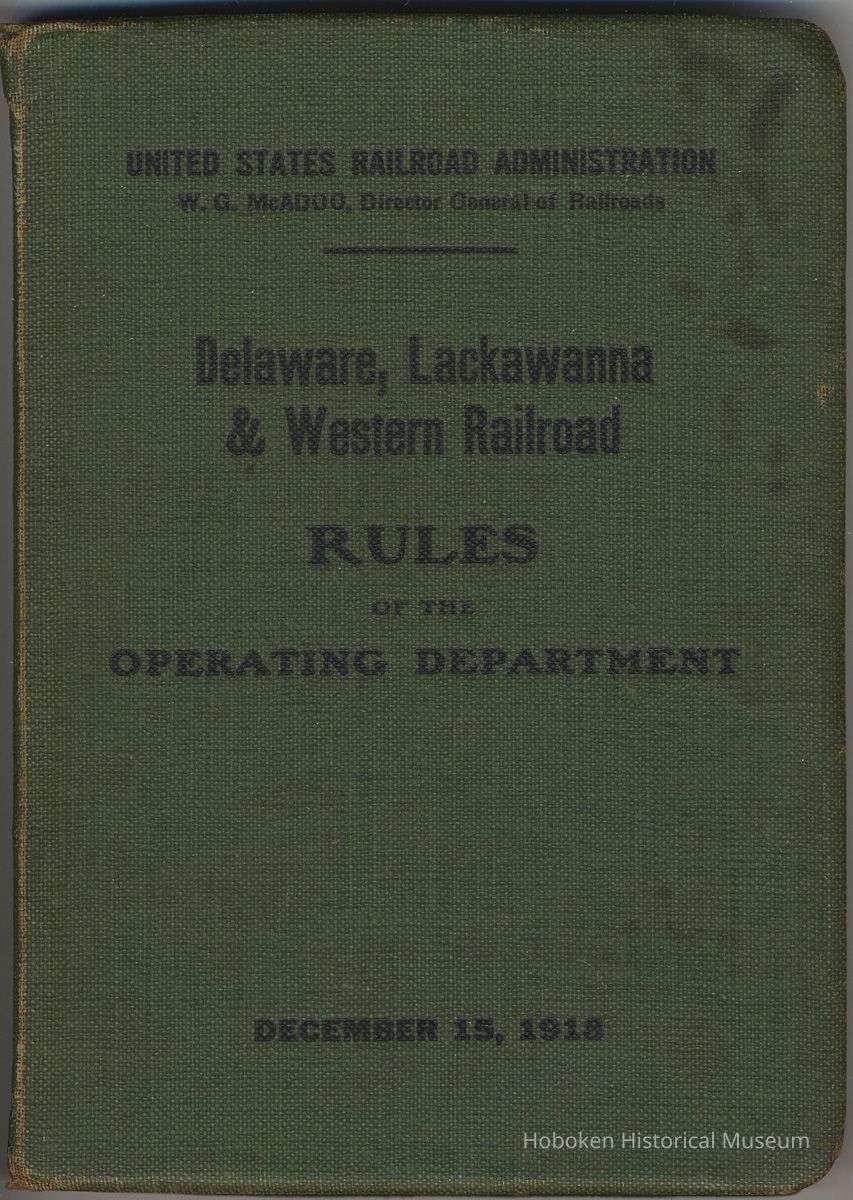 UNITED STATES RAILROAD ADMINISTRATION
W. G. McADOO, Director General of Railroads
Delaware, Lackawanna
& Western Railroad
RULES
OF THE
OPERATING DEPARTMENT
DECEMBER 15, 1918
Hoboken Historical Museum